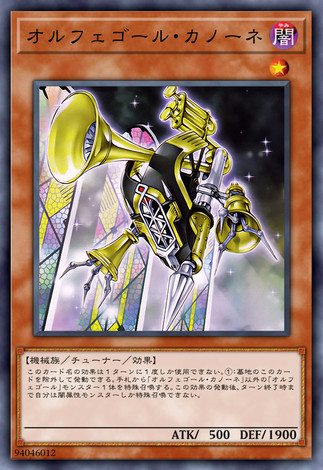 オルフェゴール・カノーネ
やみ
闇
【機械族／チューナー／効果】
このカード名の効果は１ターンに１度しか使用できない。①：墓地のこのカー
ドを除外して発動できる。手札から「オルフェゴール・カノーネ」以外の「オルフ
ェゴール」モンスター１体を特殊召喚する。この効果の発動後、ターン終了時ま
で自分は闇属性モンスターしか特殊召喚できない。
ATK/ 500 DEF/1900
94046012